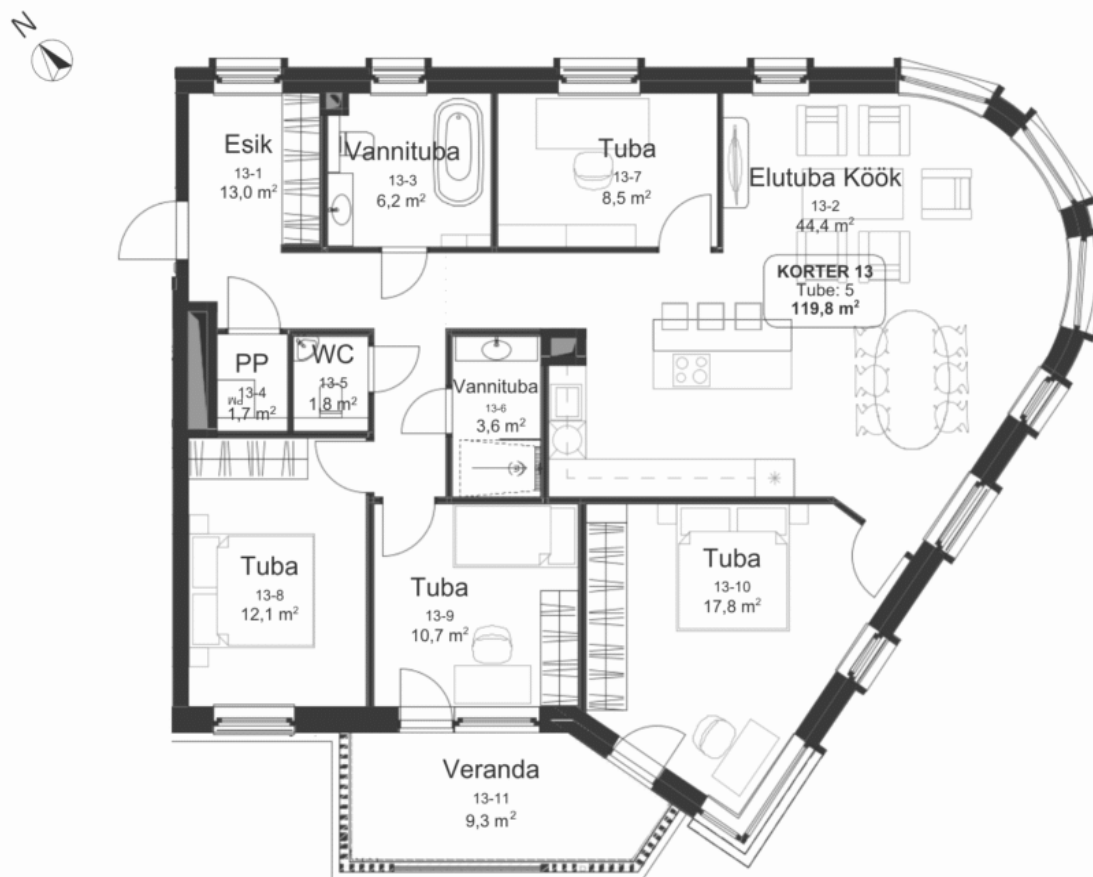 N
Esik
13-1
13,0 m²
Vannituba
13-3
6,2 m²
Tuba
13-7
8,5 m²
Elutuba Köök
13-2
44,4 m²
KORTER 13
Tube: 5
119,8 m²
PP
13-4
PM
1,7 m²
WC
13-5
1,8 m²
Vannituba
13-6
3,6 m²
Tuba
13-8
12,1 m²
Tuba
13-9
10,7 m²
Tuba
13-10
17,8 m²
Veranda
13-11
9,3 m²